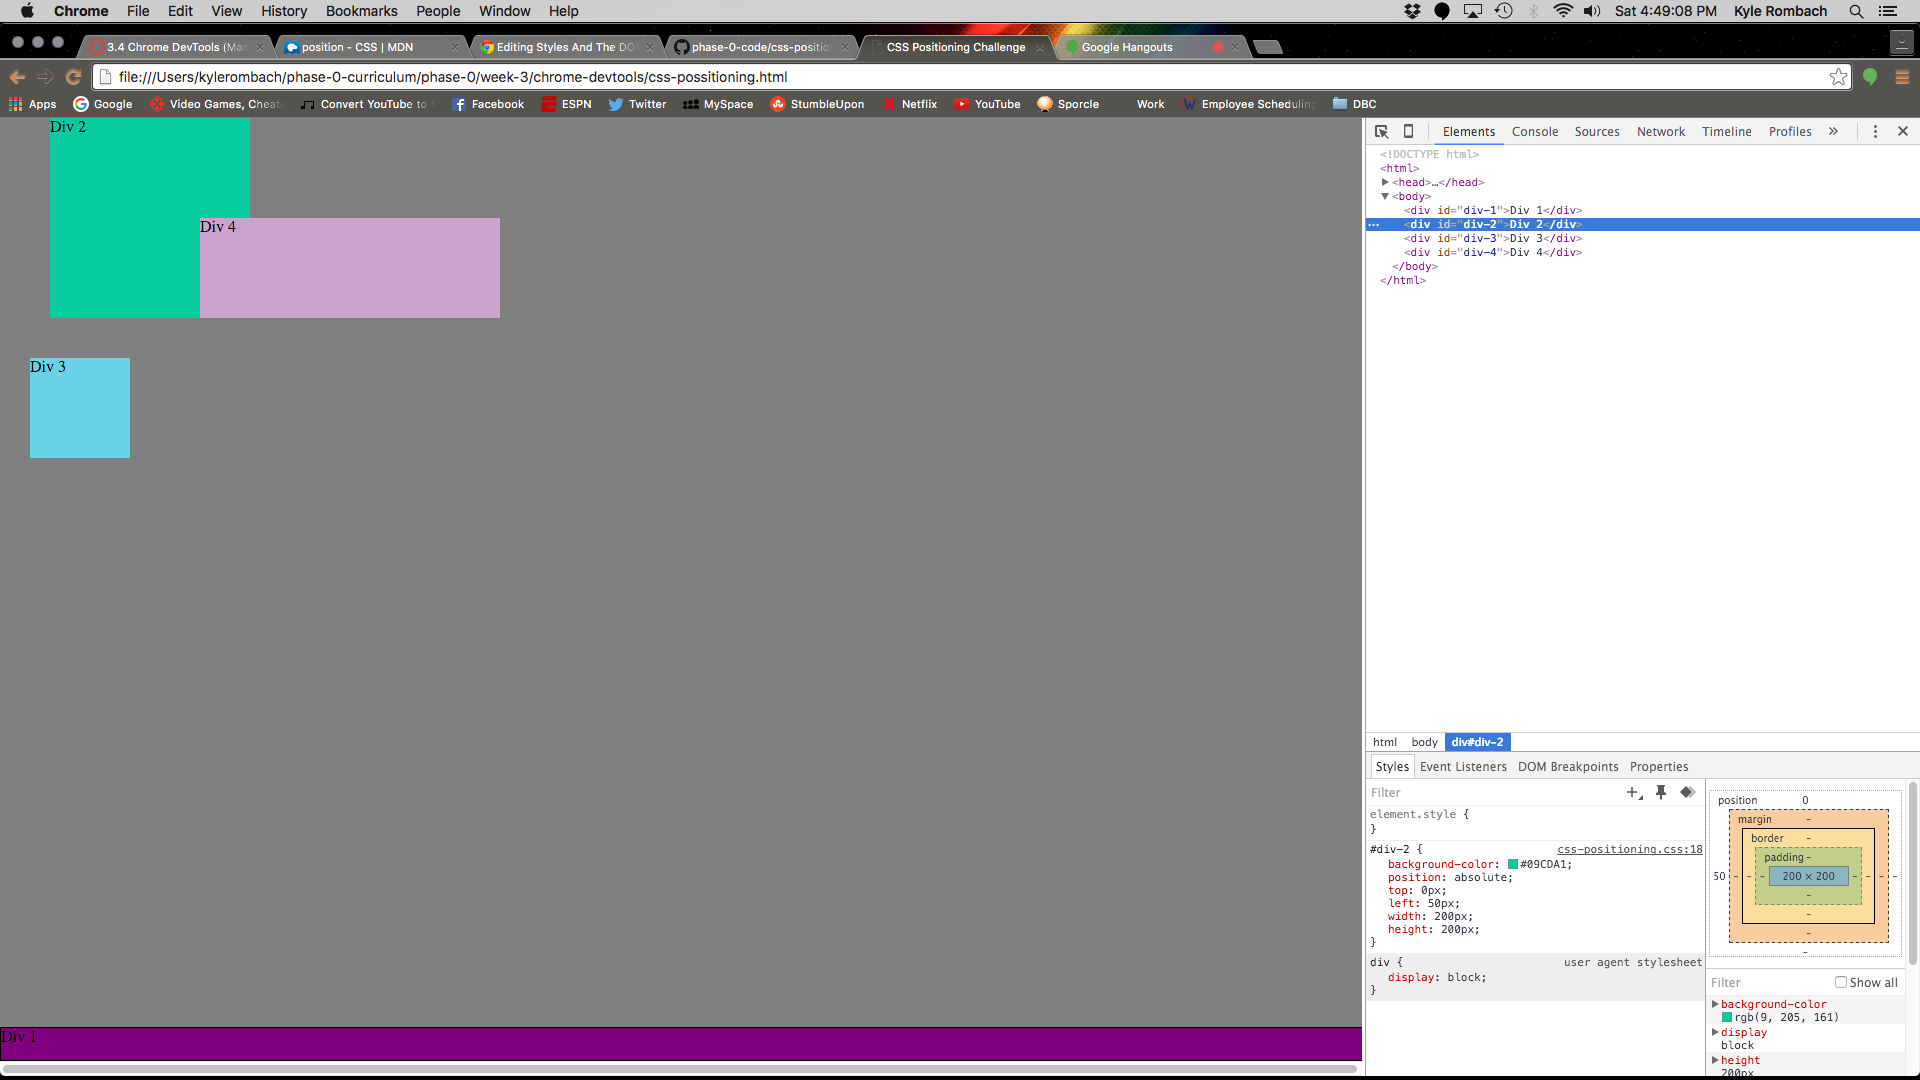 Chrome File Edit View History Bookmarks People Window Help Sat 4:49:08 PM Kyle Rombach
3.4 Chrome DevTools (Man position - CSS | MDN Editing Styles And The DO phase-0-code/css-position CSS Positioning Challenge Google Hangouts
file:///Users/kylerombach/phase-0-curriculum/phase-0/week-3/chrome-devtools/css-possitioning.html
Apps Google Video Games, Cheat Convert YouTube to Facebook ESPN Twitter MySpace StumbleUpon Netflix YouTube Sporcle Work Employee Scheduling DBC
Div 2
Div 4
Div 3
Div 1
Elements Console Sources Network Timeline Profiles »
<!DOCTYPE html>
<html>
<head>…</head>
<body>
<div id="div-1">Div 1</div>
<div id="div-2">Div 2</div>
<div id="div-3">Div 3</div>
<div id="div-4">Div 4</div>
</body>
</html>
html body div#div-2
Styles Event Listeners DOM Breakpoints Properties
Filter
element.style {
}
#div-2 { css-positioning.css:18
background-color: #09CDA1;
position: absolute;
top: 0px;
left: 50px;
width: 200px;
height: 200px;
}
div { user agent stylesheet
display: block;
}
position 0
margin -
border -
padding -
50 - - - 200 × 200 - - - -
-
-
-
-
Filter Show all
background-color
rgb(9, 205, 161)
display
block
height
200px